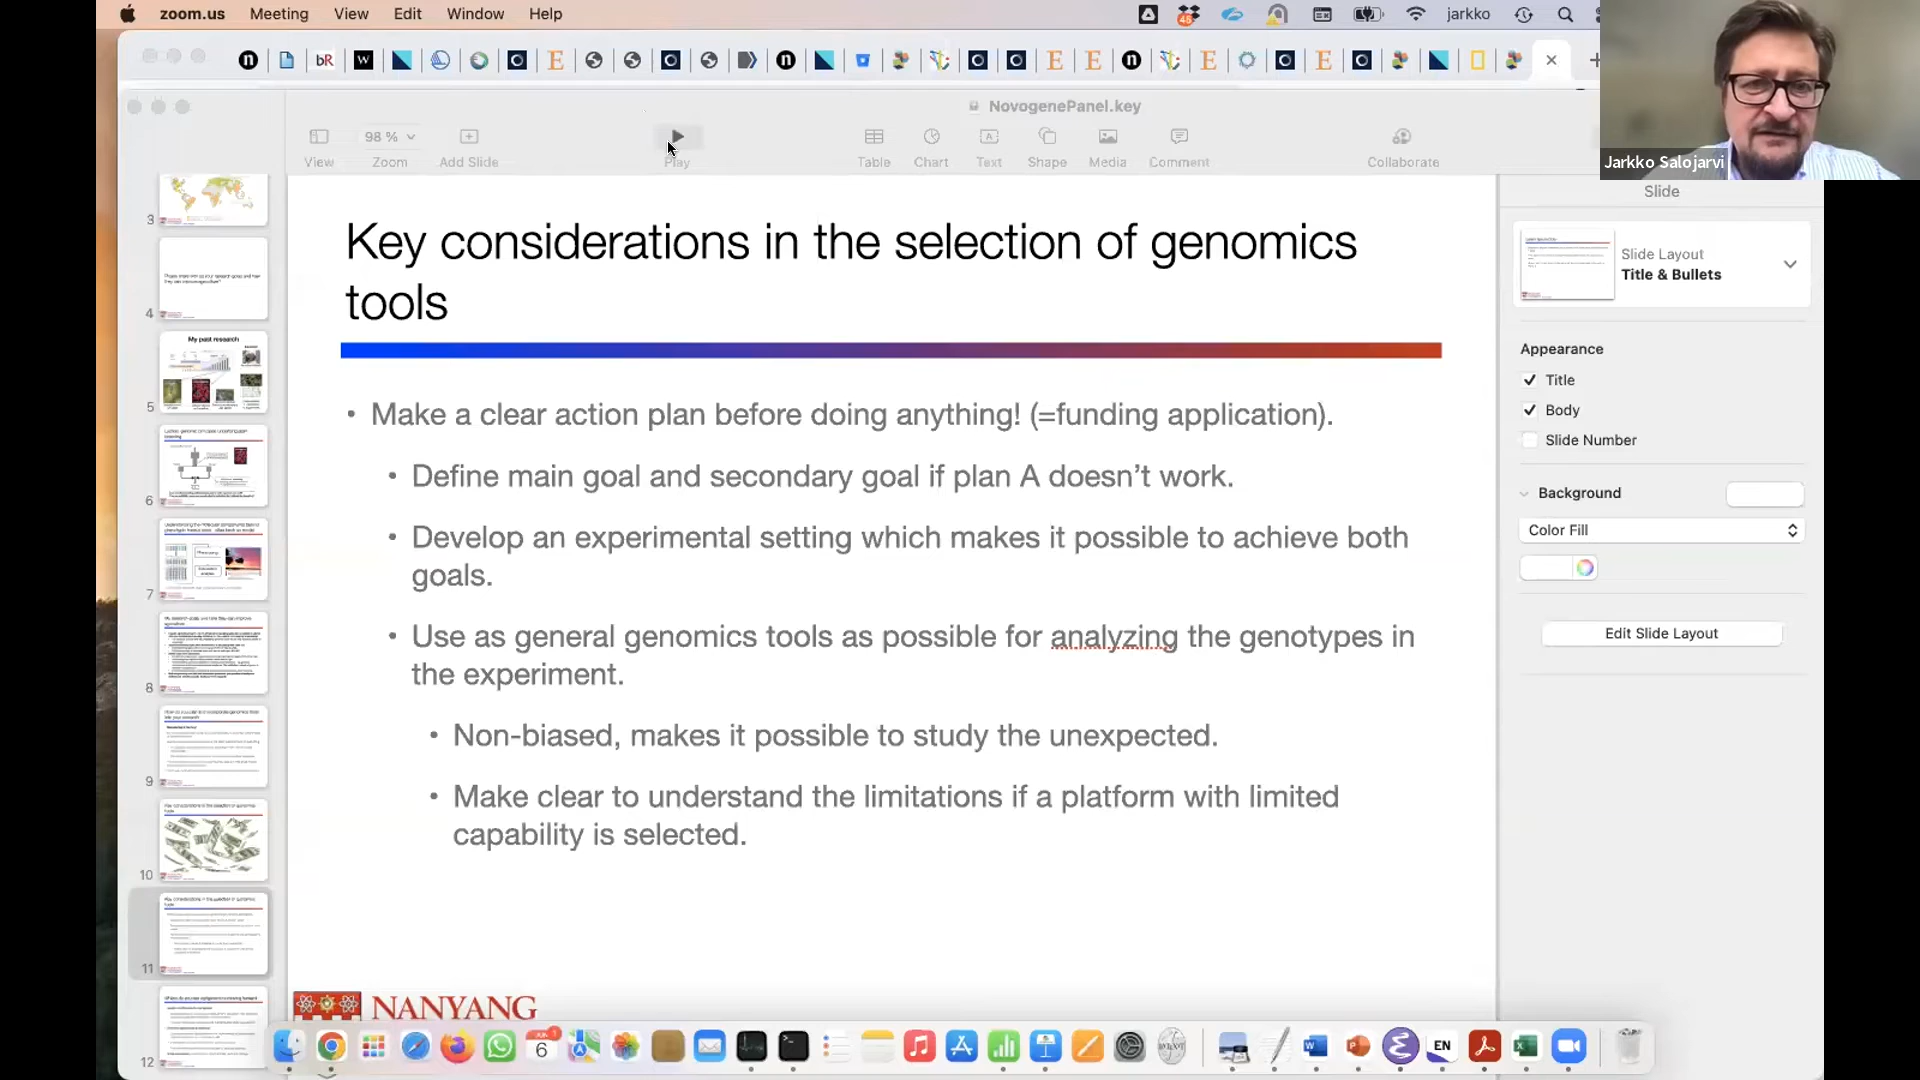 zoom.us Meeting View Edit Window Help
jarkko
NovogenePanel.key
98 %
View Zoom Add Slide Play Table Chart Text Shape Media Comment Collaborate
Jarkko Salojarvi
Slide
3
4
My past research
5
6
7
8
9
10
11
12
Key considerations in the selection of genomics
tools
• Make a clear action plan before doing anything! (=funding application).
• Define main goal and secondary goal if plan A doesn’t work.
• Develop an experimental setting which makes it possible to achieve both
goals.
• Use as general genomics tools as possible for analyzing the genotypes in
the experiment.
• Non-biased, makes it possible to study the unexpected.
• Make clear to understand the limitations if a platform with limited
capability is selected.
NANYANG
Slide Layout
Title & Bullets
Appearance
Title
Body
Slide Number
Background
Color Fill
Edit Slide Layout
6
EN